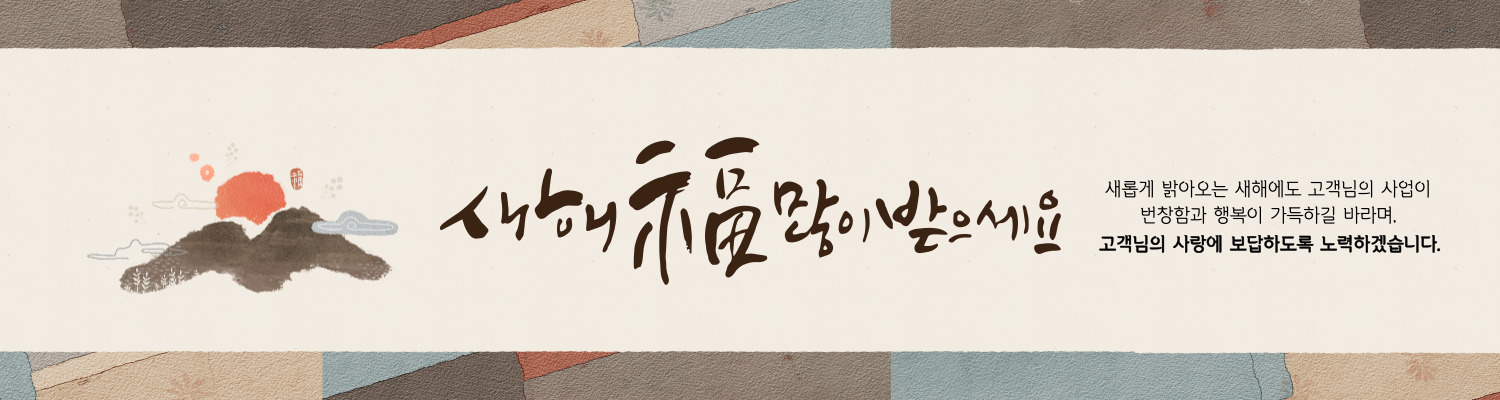 새해 福 많이 받으세요
새롭게 밝아오는 새해에도 고객님의 사업이
번창함과 행복이 가득하길 바라며,
고객님의 사랑에 보답하도록 노력하겠습니다.